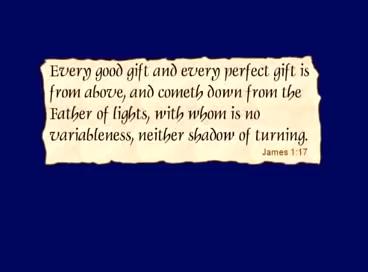 Every good gift and every perfect gift is
from above, and cometh down from the
Father of lights, with whom is no
variableness, neither shadow of turning.
James 1:17